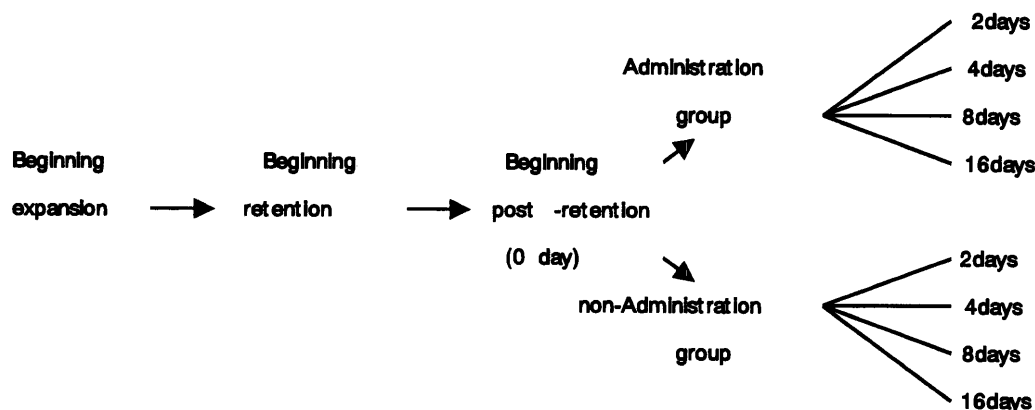 Beginning
expansion
Beginning
retention
Beginning
post -retention
(0 day)
Administration
group
2days
4days
8days
16days
non-Administration
group
2days
4days
8days
16days